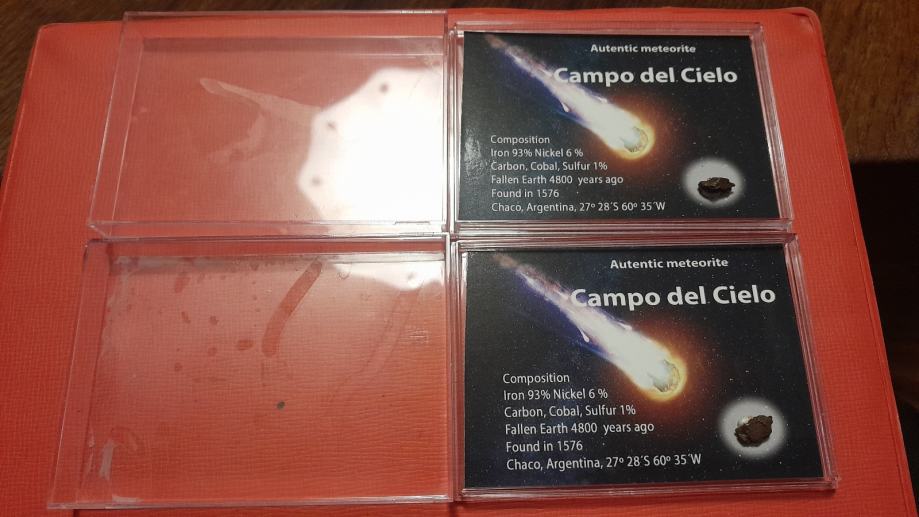 Autentic meteorite
Campo del Cielo
Composition
Iron 93% Nickel 6 %
Carbon, Cobal, Sulfur 1%
Fallen Earth 4800 years ago
Found in 1576
Chaco, Argentina, 27º 28´S 60º 35´W
Autentic meteorite
Campo del Cielo
Composition
Iron 93% Nickel 6 %
Carbon, Cobal, Sulfur 1%
Fallen Earth 4800 years ago
Found in 1576
Chaco, Argentina, 27º 28´S 60º 35´W